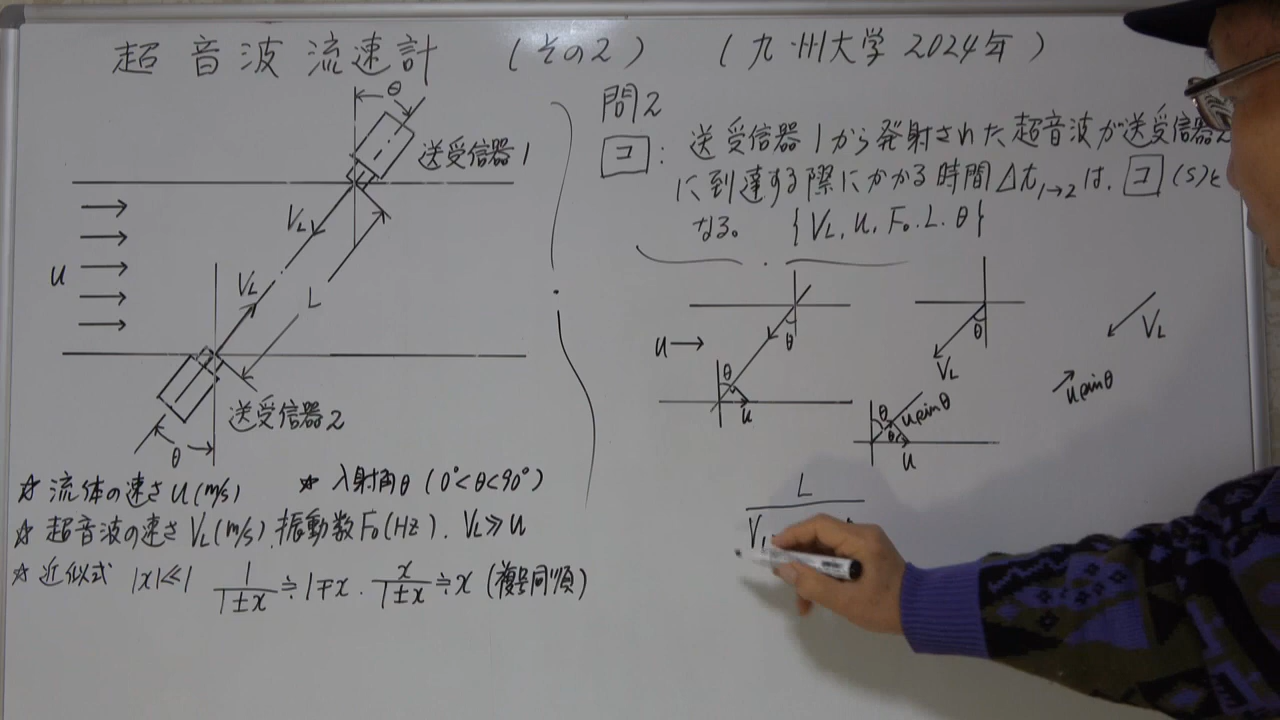 超音波流速計 (その2) (九州大学 2024年)
θ
送受信器1
V_L
V_L
L
u
送受信器2
θ
☆ 流体の速さ u(m/s) ☆ 入射角θ (0°<θ<90°)
☆ 超音波の速さ V_L(m/s), 振動数 F₀(Hz). V_L≫u
☆ 近似式 |x|≪1 1/(1±x)≒1∓x. x/(1±x)≒x (複号同順)
問2
コ : 送受信器1から発射された超音波が送受信器2
に到達する際にかかる時間Δt₁→₂は, コ (s)と
なる。 {V_L, u, F₀, L, θ}
u
θ
θ
u
θ
V_L
V_L
u sinθ
θ
u sinθ
θ
u
L